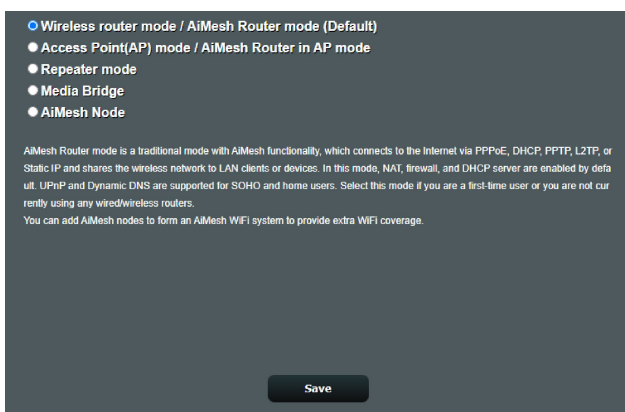 Wireless router mode / AiMesh Router mode (Default)
Access Point(AP) mode / AiMesh Router in AP mode
Repeater mode
Media Bridge
AiMesh Node
AiMesh Router mode is a traditional mode with AiMesh functionality, which connects to the Internet via PPPoE, DHCP, PPTP, L2TP, or
Static IP and shares the wireless network to LAN clients or devices. In this mode, NAT, firewall, and DHCP server are enabled by defa
ult. UPnP and Dynamic DNS are supported for SOHO and home users. Select this mode if you are a first-time user or you are not cur
rently using any wired/wireless routers.
You can add AiMesh nodes to form an AiMesh WiFi system to provide extra WiFi coverage.
Save